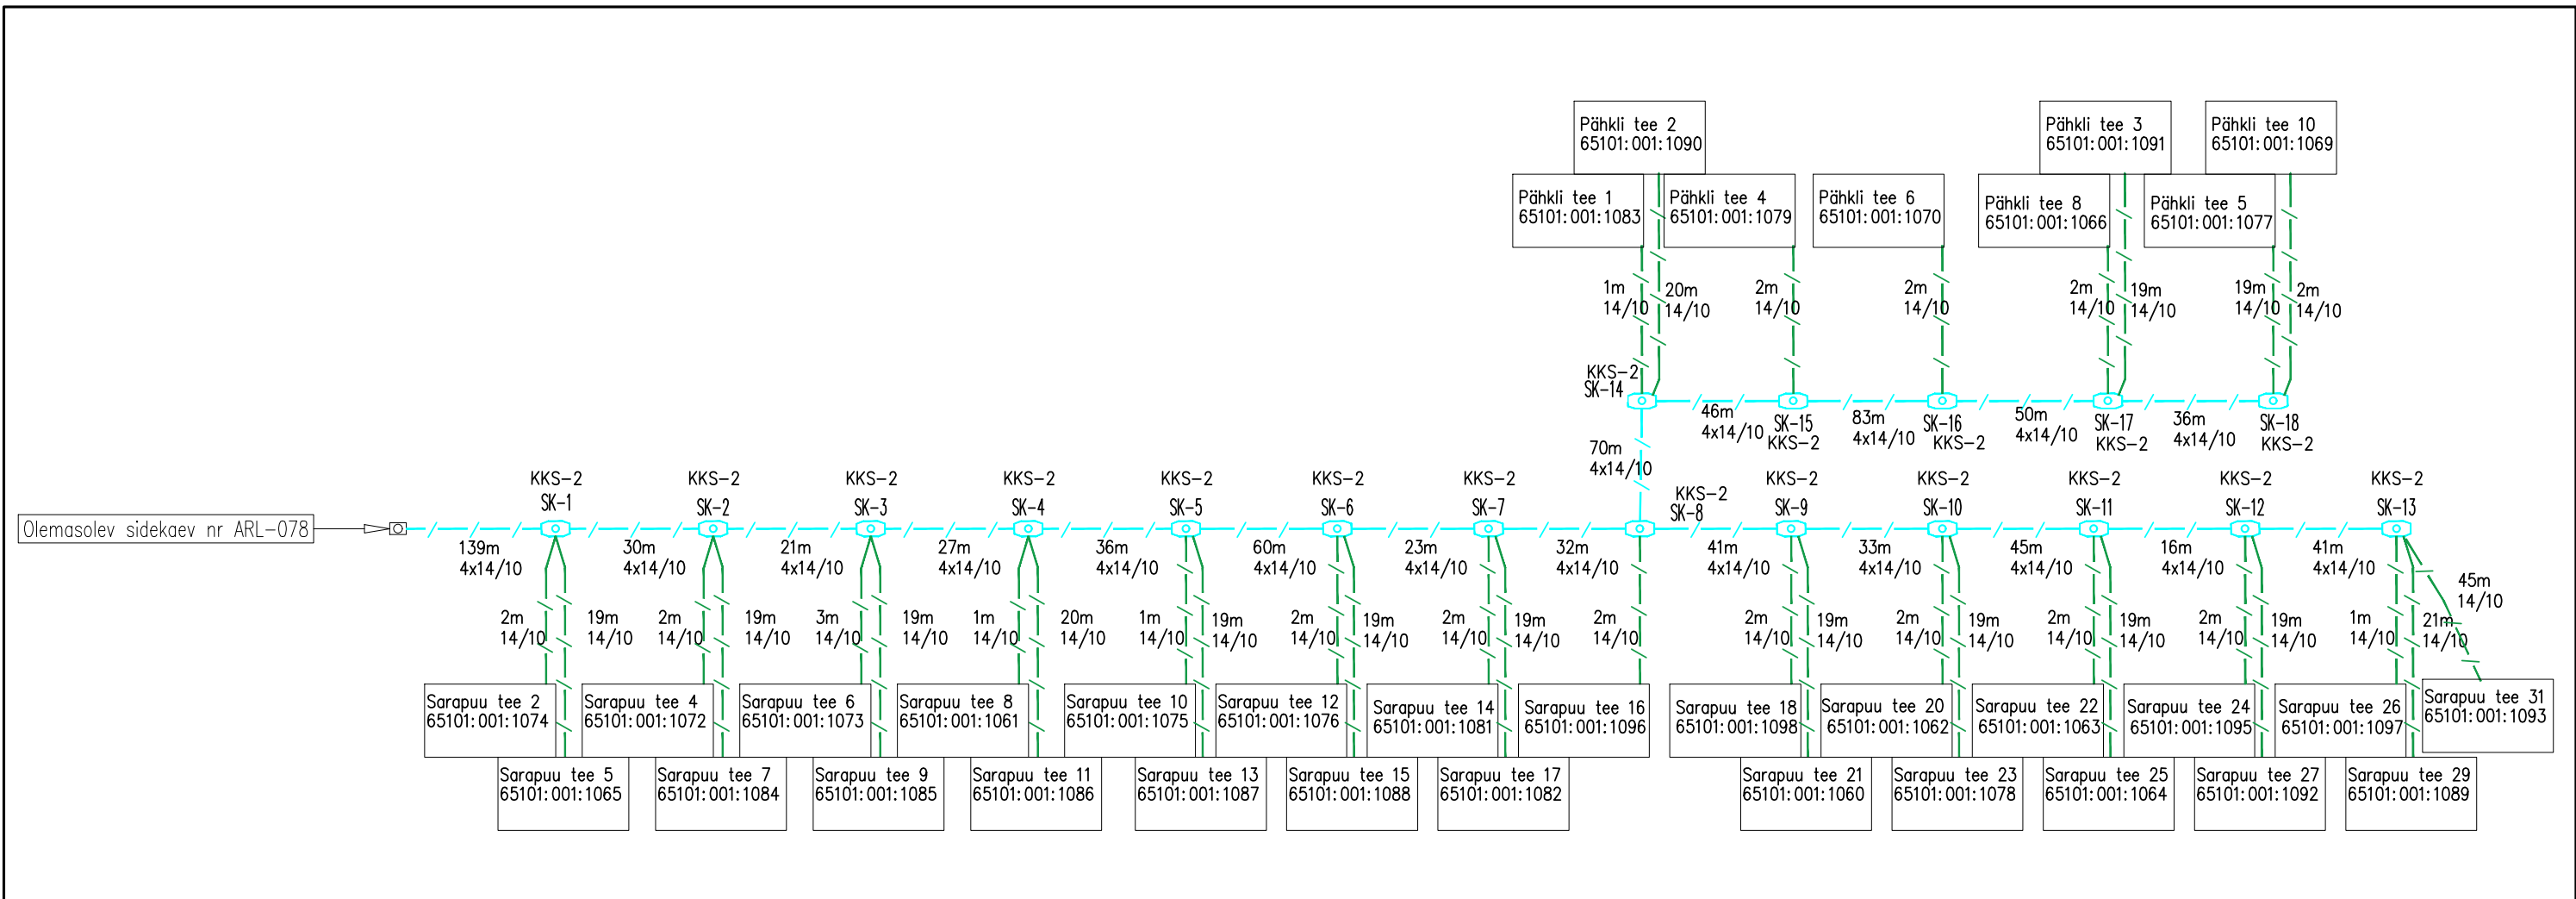 Pähkli tee 2
65101:001:1090
Pähkli tee 3
65101:001:1091
Pähkli tee 10
65101:001:1069
Pähkli tee 1
65101:001:1083
Pähkli tee 4
65101:001:1079
Pähkli tee 6
65101:001:1070
Pähkli tee 8
65101:001:1066
Pähkli tee 5
65101:001:1077
1m
14/10
20m
14/10
2m
14/10
2m
14/10
2m
14/10
19m
14/10
19m
14/10
2m
14/10
KKS-2
SK-14
46m
4x14/10
SK-15
KKS-2
83m
4x14/10
SK-16
KKS-2
50m
4x14/10
SK-17
KKS-2
36m
4x14/10
SK-18
KKS-2
70m
4x14/10
KKS-2
SK-1
KKS-2
SK-2
KKS-2
SK-3
KKS-2
SK-4
KKS-2
SK-5
KKS-2
SK-6
KKS-2
SK-7
KKS-2
SK-8
KKS-2
SK-9
KKS-2
SK-10
KKS-2
SK-11
KKS-2
SK-12
KKS-2
SK-13
Olemasolev sidekaev nr ARL-078
139m
4x14/10
30m
4x14/10
21m
4x14/10
27m
4x14/10
36m
4x14/10
60m
4x14/10
23m
4x14/10
32m
4x14/10
41m
4x14/10
33m
4x14/10
45m
4x14/10
16m
4x14/10
41m
4x14/10
45m
14/10
2m
14/10
19m
14/10
2m
14/10
19m
14/10
3m
14/10
19m
14/10
1m
14/10
20m
14/10
1m
14/10
19m
14/10
2m
14/10
19m
14/10
2m
14/10
19m
14/10
2m
14/10
2m
14/10
19m
14/10
2m
14/10
19m
14/10
2m
14/10
19m
14/10
2m
14/10
19m
14/10
1m
14/10
21m
14/10
Sarapuu tee 2
65101:001:1074
Sarapuu tee 4
65101:001:1072
Sarapuu tee 6
65101:001:1073
Sarapuu tee 8
65101:001:1061
Sarapuu tee 10
65101:001:1075
Sarapuu tee 12
65101:001:1076
Sarapuu tee 14
65101:001:1081
Sarapuu tee 16
65101:001:1096
Sarapuu tee 18
65101:001:1098
Sarapuu tee 20
65101:001:1062
Sarapuu tee 22
65101:001:1063
Sarapuu tee 24
65101:001:1095
Sarapuu tee 26
65101:001:1097
Sarapuu tee 31
65101:001:1093
Sarapuu tee 5
65101:001:1065
Sarapuu tee 7
65101:001:1084
Sarapuu tee 9
65101:001:1085
Sarapuu tee 11
65101:001:1086
Sarapuu tee 13
65101:001:1087
Sarapuu tee 15
65101:001:1088
Sarapuu tee 17
65101:001:1082
Sarapuu tee 21
65101:001:1060
Sarapuu tee 23
65101:001:1078
Sarapuu tee 25
65101:001:1064
Sarapuu tee 27
65101:001:1092
Sarapuu tee 29
65101:001:1089